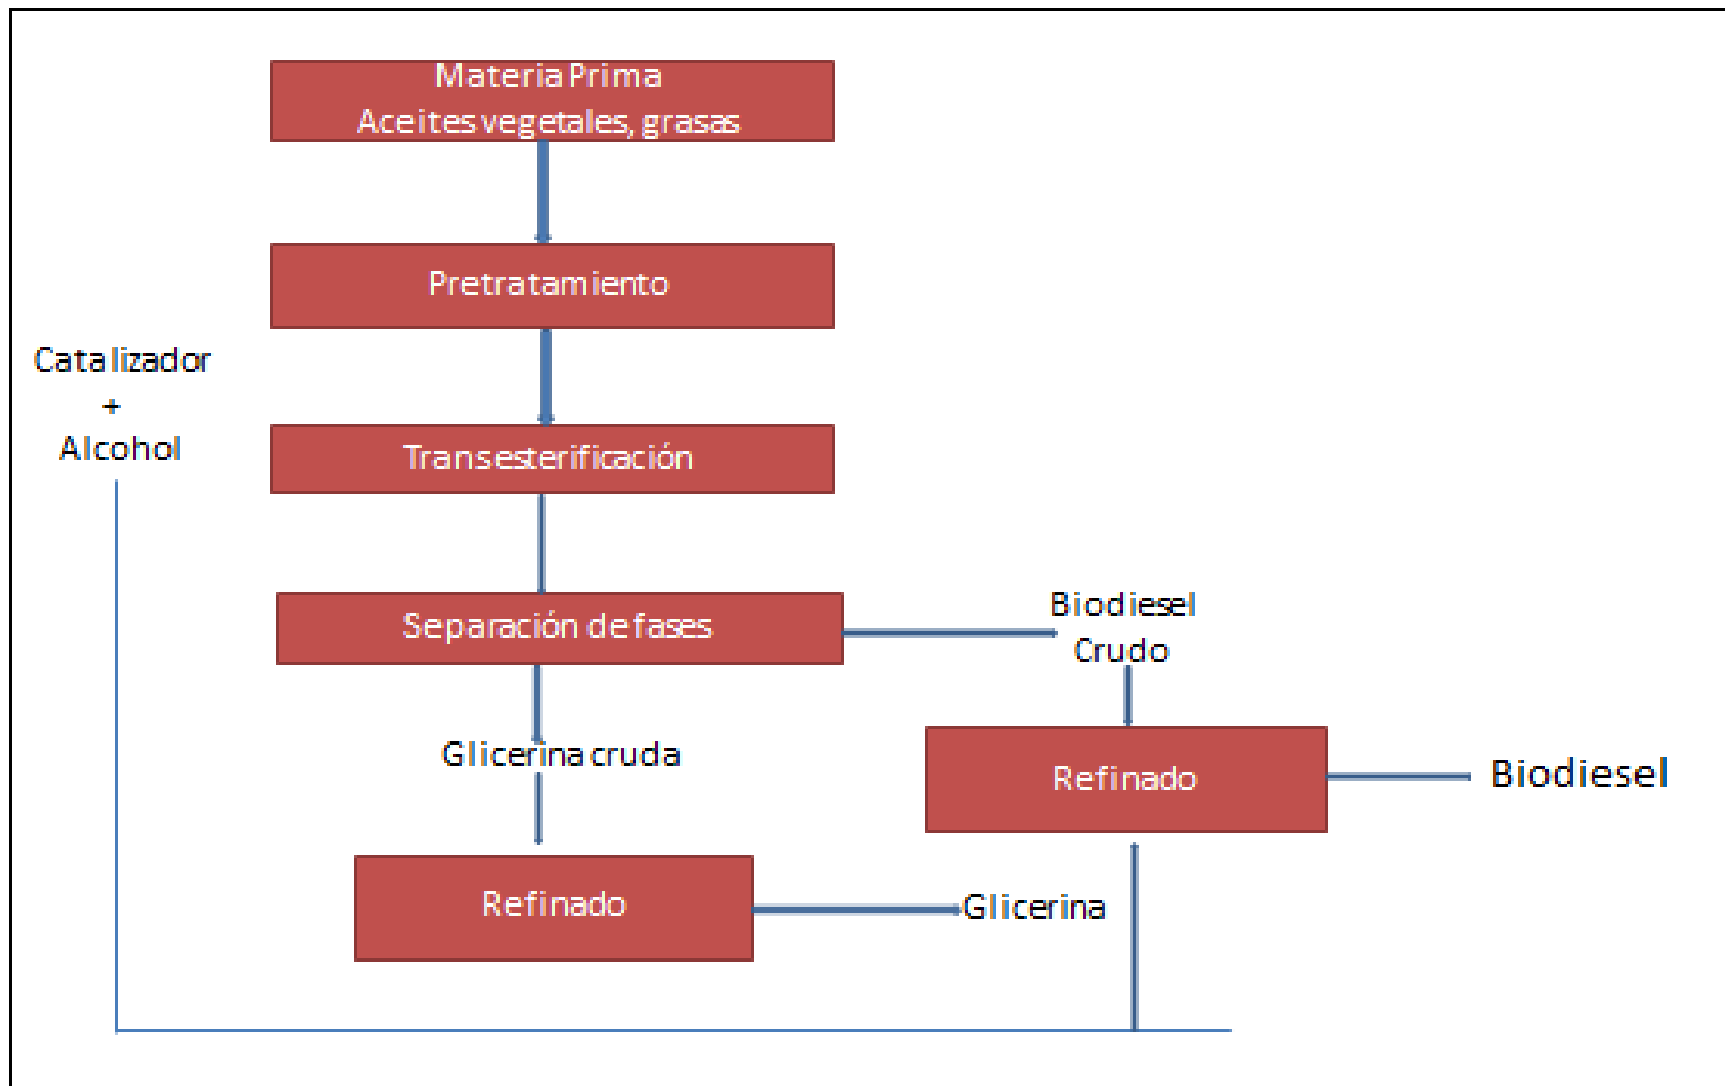 Materia Prima
Aceites vegetales, grasas
Pretratamiento
Catalizador
+
Alcohol
Transesterificación
Separación de fases
Biodiesel
Crudo
Glicerina cruda
Refinado
Biodiesel
Refinado
Glicerina